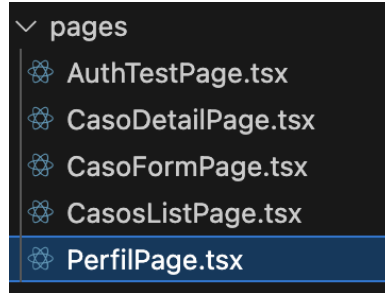 pages
AuthTestPage.tsx
CasoDetailPage.tsx
CasoFormPage.tsx
CasosListPage.tsx
PerfilPage.tsx